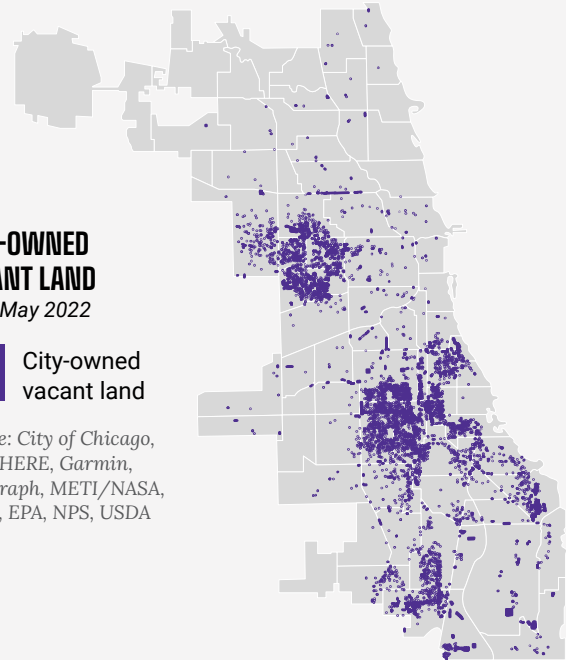 -OWNED
ANT LAND
May 2022
City-owned
vacant land
e: City of Chicago,
HERE, Garmin,
raph, METI/NASA,
, EPA, NPS, USDA